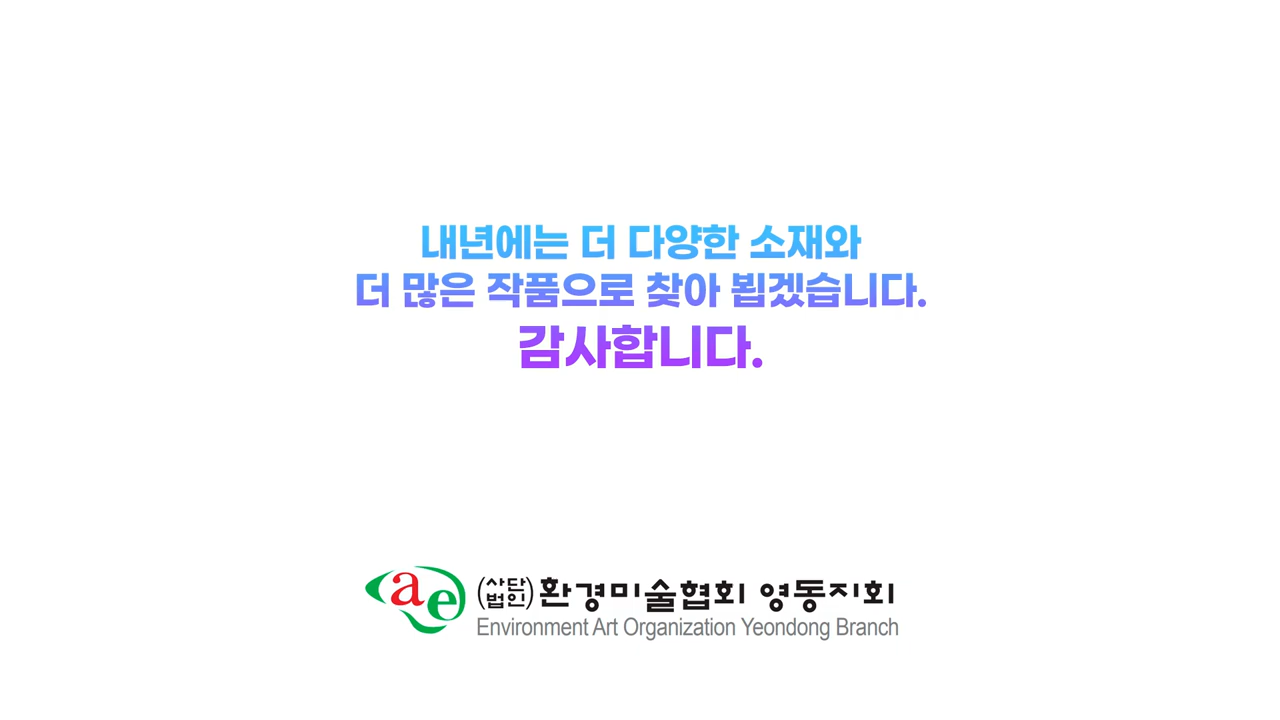 내년에는 더 다양한 소재와
더 많은 작품으로 찾아 뵙겠습니다.
감사합니다.
ae (사단법인)환경미술협회 영동지회
Environment Art Organization Yeondong Branch